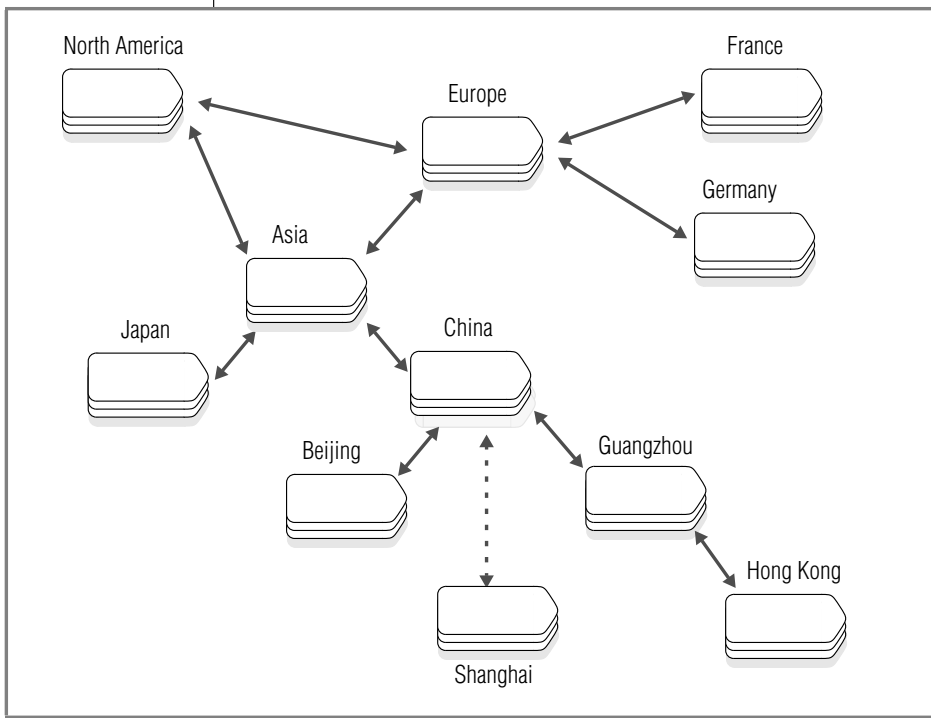 North America
France
Europe
Germany
Asia
Japan
China
Beijing
Guangzhou
Hong Kong
Shanghai